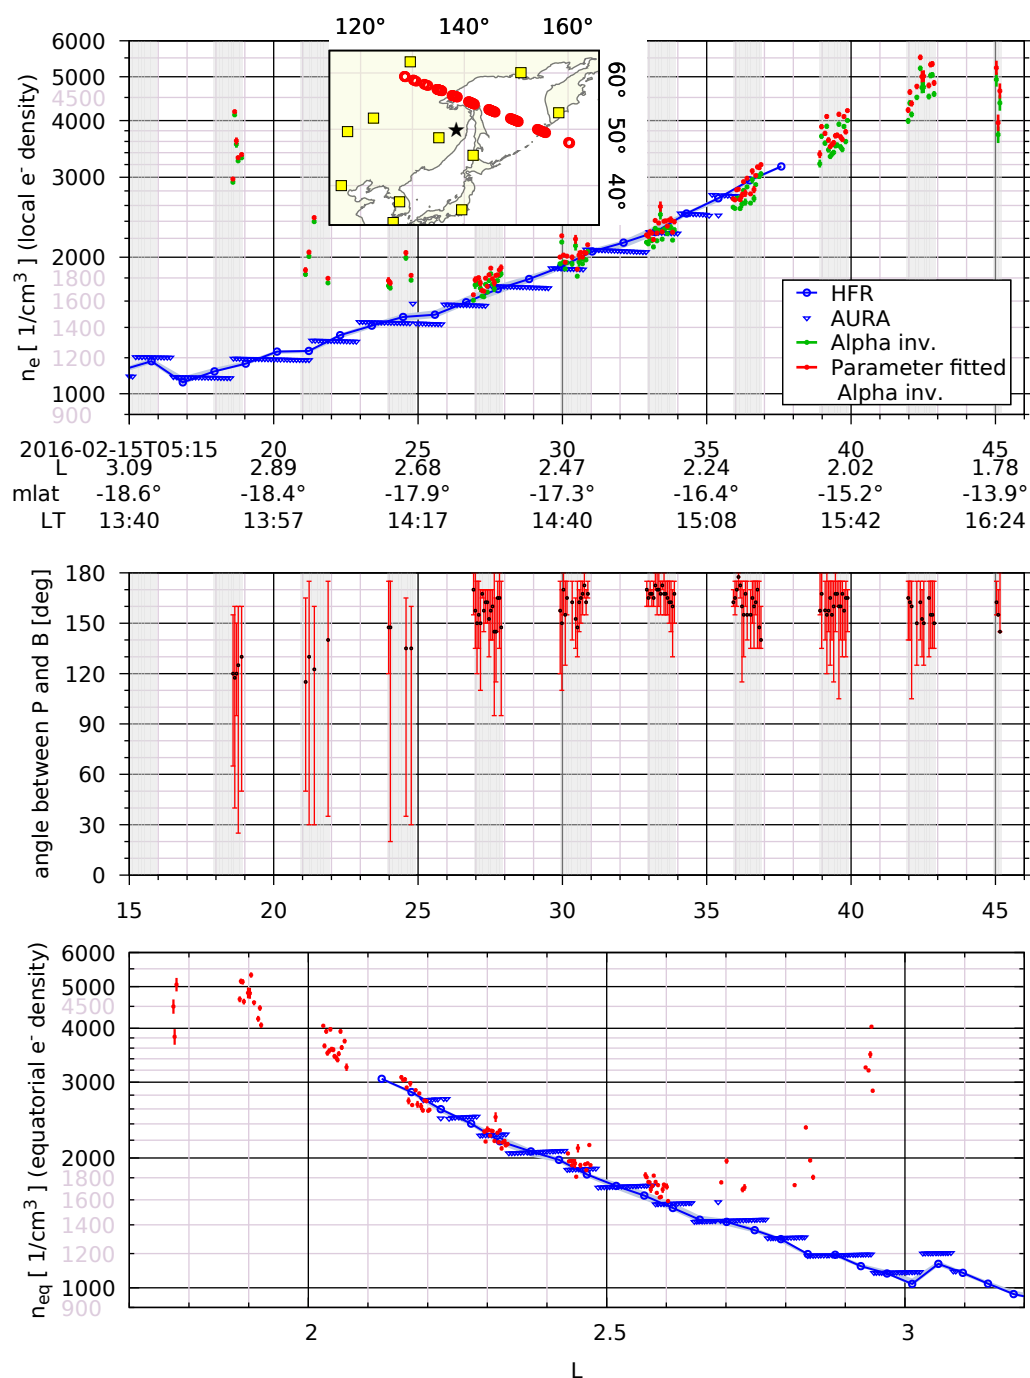 120° 140° 160°
60°
50°
40°
6000
5000
4500
4000
3000
2000
1800
1600
1400
1200
1000
900
n_e [ 1/cm³ ] (local e⁻ density)
HFR
AURA
Alpha inv.
Parameter fitted
Alpha inv.
2016-02-15T05:15 20 25 30 35 40 45
L 3.09 2.89 2.68 2.47 2.24 2.02 1.78
mlat -18.6° -18.4° -17.9° -17.3° -16.4° -15.2° -13.9°
LT 13:40 13:57 14:17 14:40 15:08 15:42 16:24
180
150
120
90
60
30
0
angle between P and B [deg]
15 20 25 30 35 40 45
6000
5000
4500
4000
3000
2000
1800
1600
1400
1200
1000
900
n_eq [ 1/cm³ ] (equatorial e⁻ density)
2 2.5 3
L